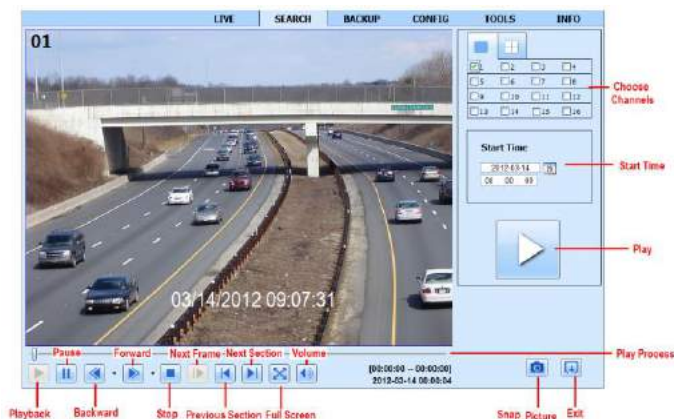 LIVE SEARCH BACKUP CONFIG TOOLS INFO
01
1 2 3 4
5 6 7 8
9 10 11 12
13 14 15 16
Choose Channels
Start Time
2012-03-14
00 00 00
Start Time
Play
03/14/2012 09:07:31
Pause Forward Next Frame Next Section Volume
Play Process
[00:00:00 -- 00:00:00]
2012-03-14 00:00:04
Playback Backward Stop Previous Section Full Screen Snap Picture Exit